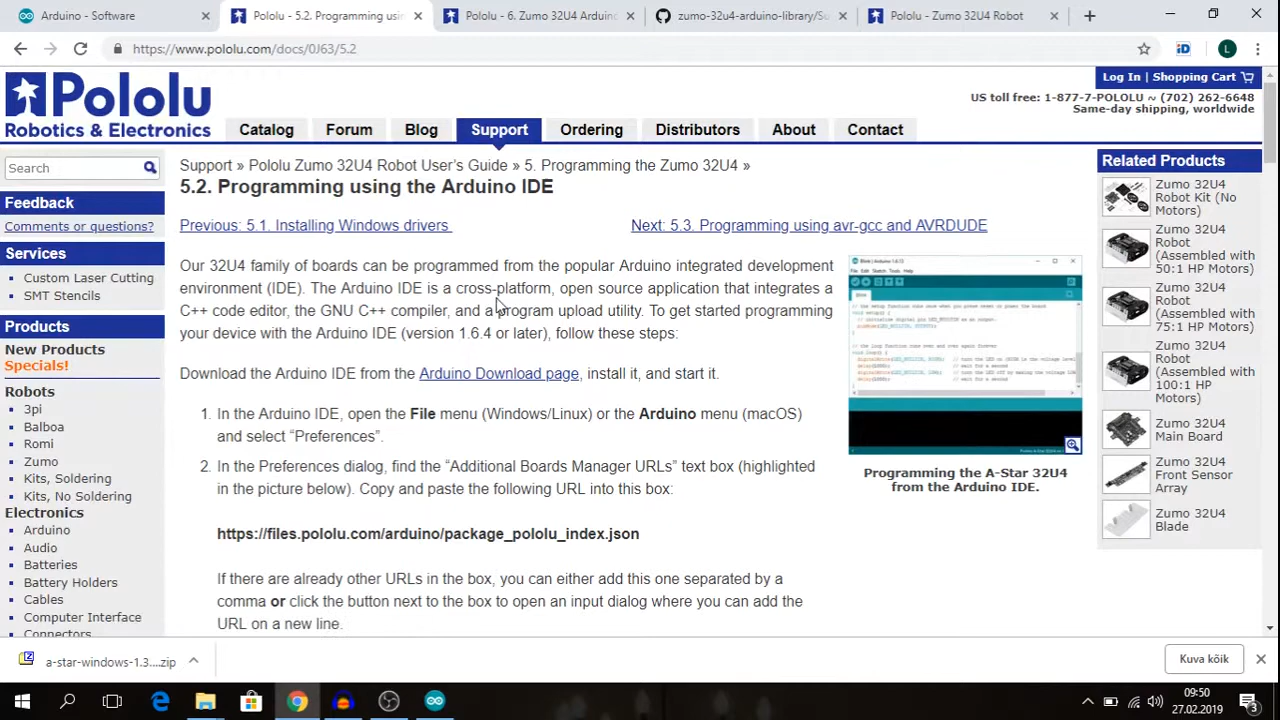 Arduino - Software
Pololu - 5.2. Programming usin
Pololu - 6. Zumo 32U4 Arduin
zumo-32u4-arduino-library/Su
Pololu - Zumo 32U4 Robot
https://www.pololu.com/docs/0J63/5.2
iD
L
Pololu
Robotics & Electronics
Log In | Shopping Cart
US toll free: 1-877-7-POLOLU ~ (702) 262-6648
Same-day shipping, worldwide
Catalog Forum Blog Support Ordering Distributors About Contact
Search
Feedback
Comments or questions?
Services
Custom Laser Cutting
SMT Stencils
Products
New Products
Specials!
Robots
3pi
Balboa
Romi
Zumo
Kits, Soldering
Kits, No Soldering
Electronics
Arduino
Audio
Batteries
Battery Holders
Cables
Computer Interface
Connectors
Support » Pololu Zumo 32U4 Robot User's Guide » 5. Programming the Zumo 32U4 »
5.2. Programming using the Arduino IDE
Previous: 5.1. Installing Windows drivers
Next: 5.3. Programming using avr-gcc and AVRDUDE
Our 32U4 family of boards can be programmed from the popular Arduino integrated development
environment (IDE). The Arduino IDE is a cross-platform, open source application that integrates a
C++ code editor, the GNU C++ compiler, and a program upload utility. To get started programming
your device with the Arduino IDE (version 1.6.4 or later), follow these steps:
Download the Arduino IDE from the Arduino Download page, install it, and start it.
1. In the Arduino IDE, open the File menu (Windows/Linux) or the Arduino menu (macOS)
and select “Preferences”.
2. In the Preferences dialog, find the “Additional Boards Manager URLs” text box (highlighted
in the picture below). Copy and paste the following URL into this box:
https://files.pololu.com/arduino/package_pololu_index.json
If there are already other URLs in the box, you can either add this one separated by a
comma or click the button next to the box to open an input dialog where you can add the
URL on a new line.
Programming the A-Star 32U4
from the Arduino IDE.
Related Products
Zumo 32U4
Robot Kit (No
Motors)
Zumo 32U4
Robot
(Assembled with
50:1 HP Motors)
Zumo 32U4
Robot
(Assembled with
75:1 HP Motors)
Zumo 32U4
Robot
(Assembled with
100:1 HP
Motors)
Zumo 32U4
Main Board
Zumo 32U4
Front Sensor
Array
Zumo 32U4
Blade
a-star-windows-1.3....zip
Kuva kõik
09:50
27.02.2019
3